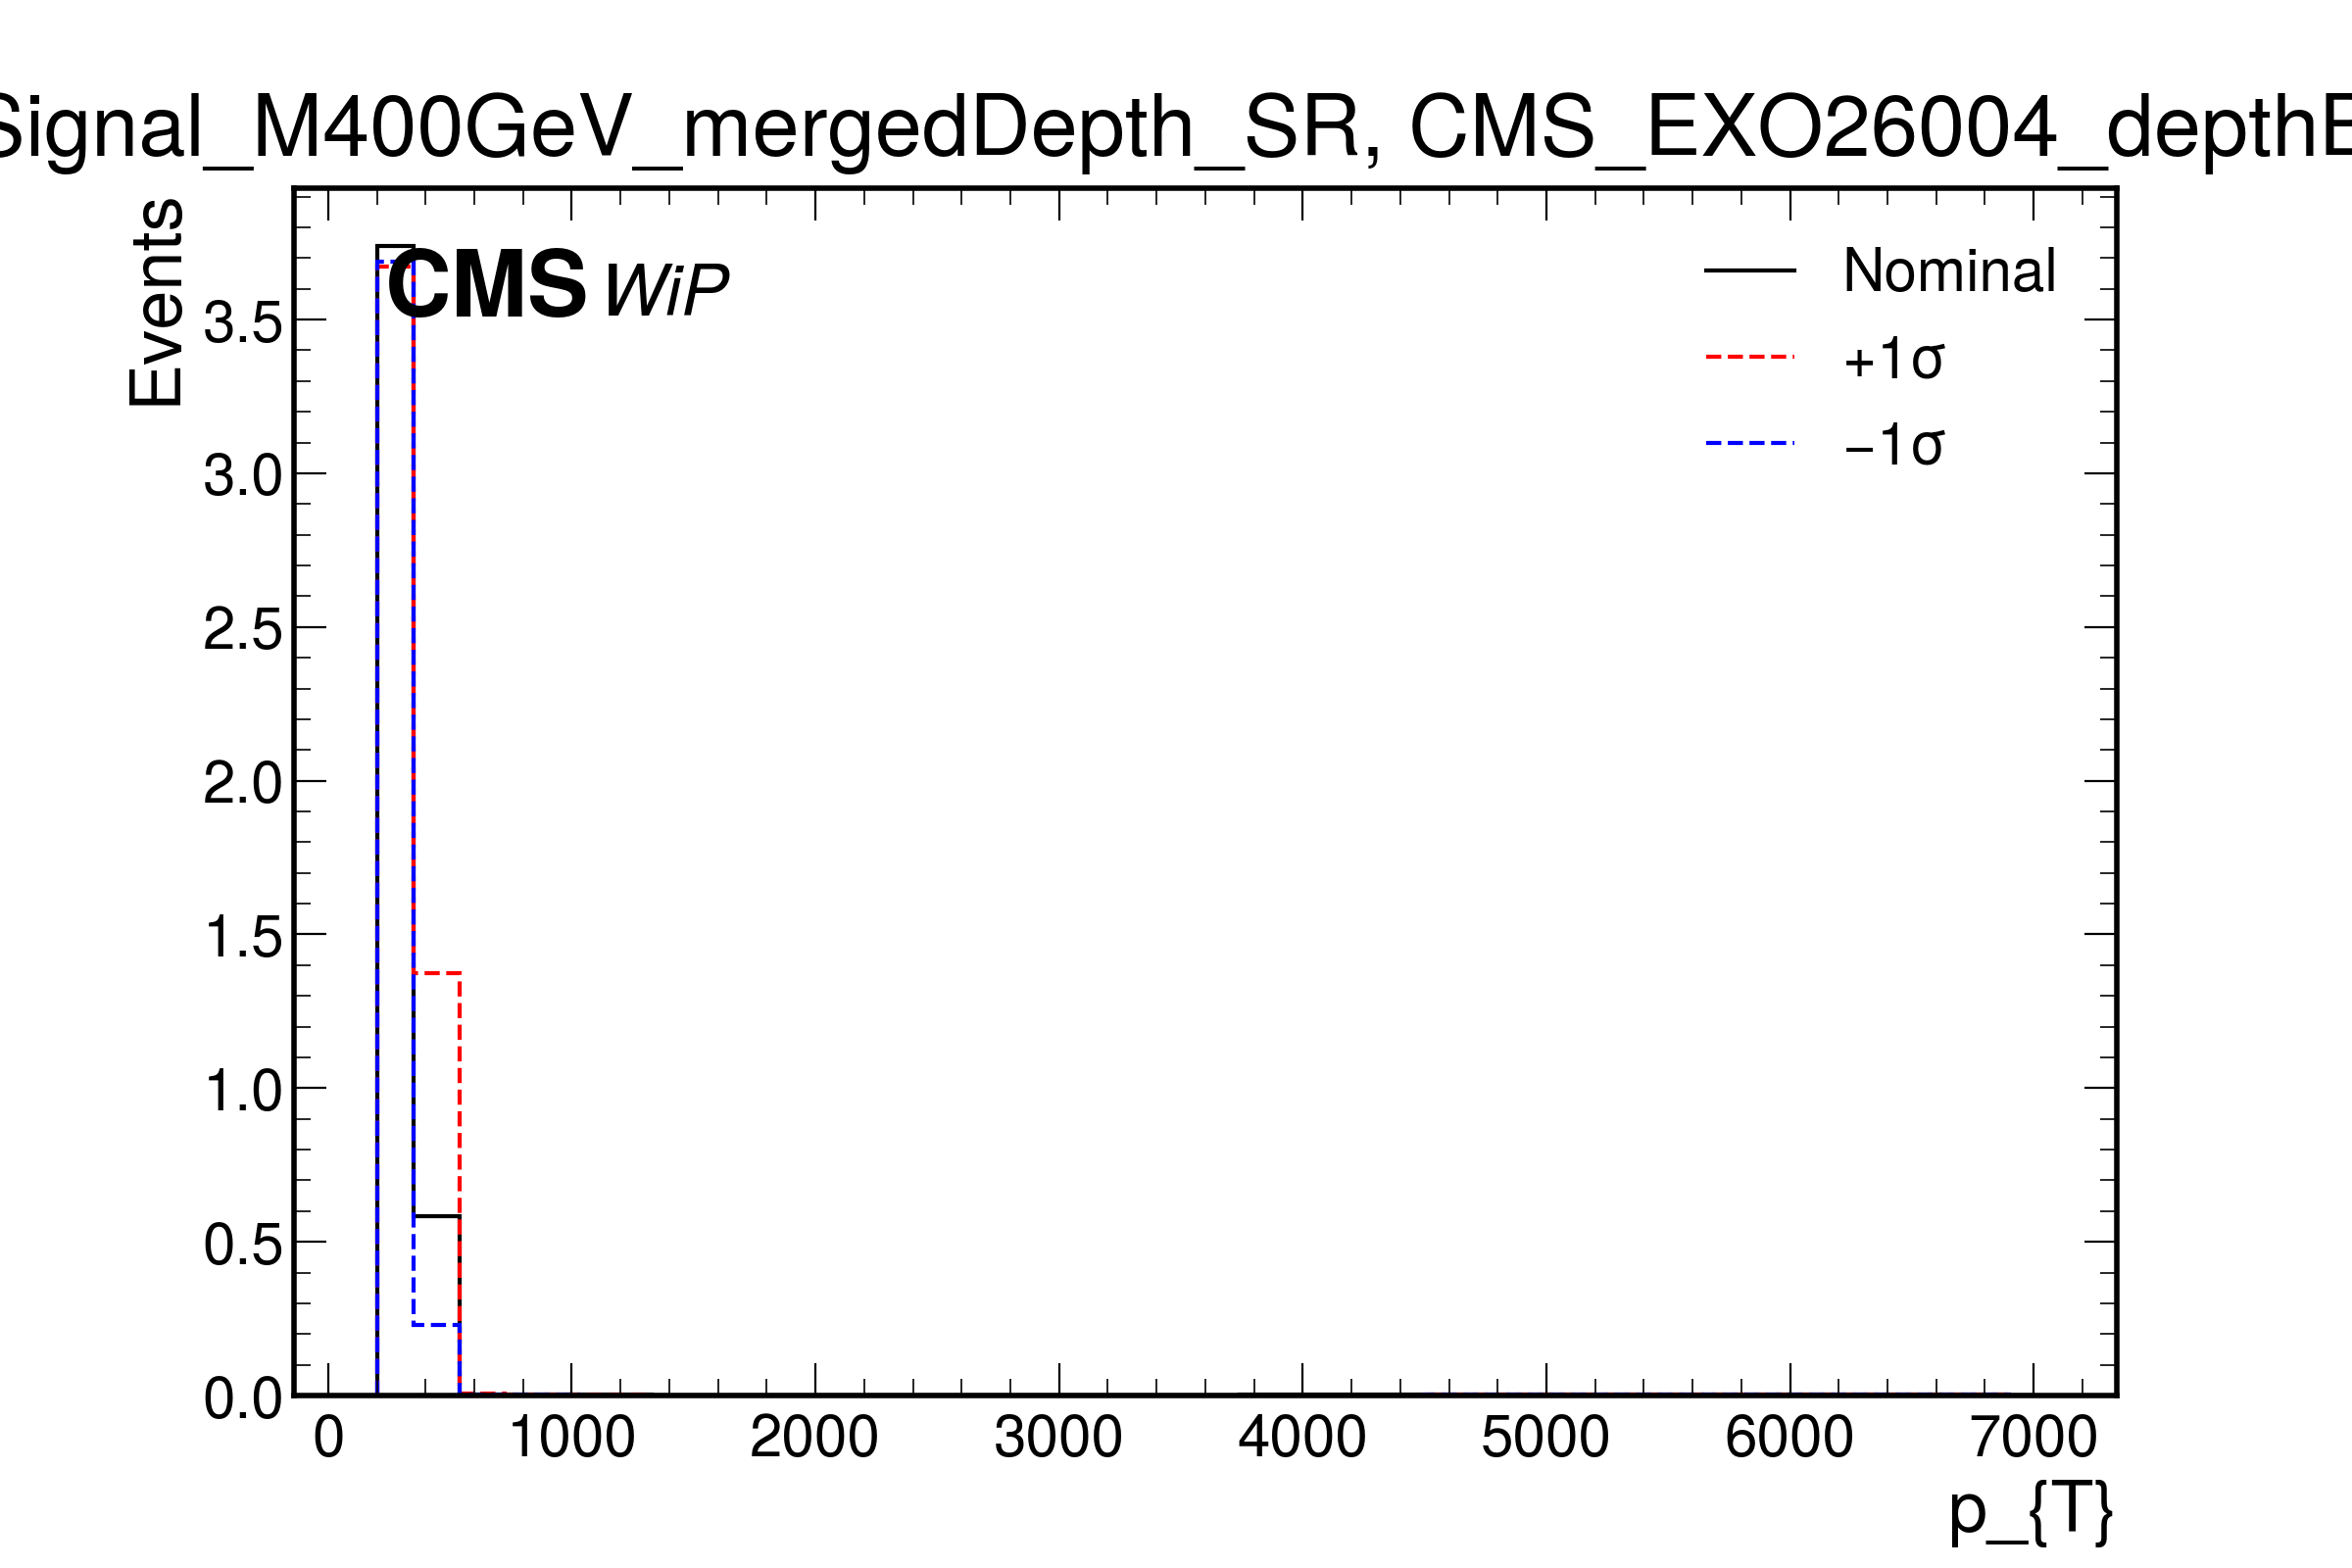 Signal_M400GeV_mergedDepth_SR, CMS_EXO26004_depthE
Events
CMS WiP
Nominal
+1σ
−1σ
3.5
3.0
2.5
2.0
1.5
1.0
0.5
0.0
0 1000 2000 3000 4000 5000 6000 7000
p_{T}